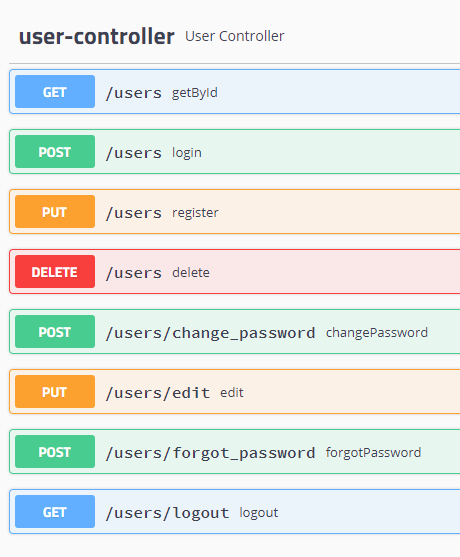 user-controller User Controller
GET /users getById
POST /users login
PUT /users register
DELETE /users delete
POST /users/change_password changePassword
PUT /users/edit edit
POST /users/forgot_password forgotPassword
GET /users/logout logout